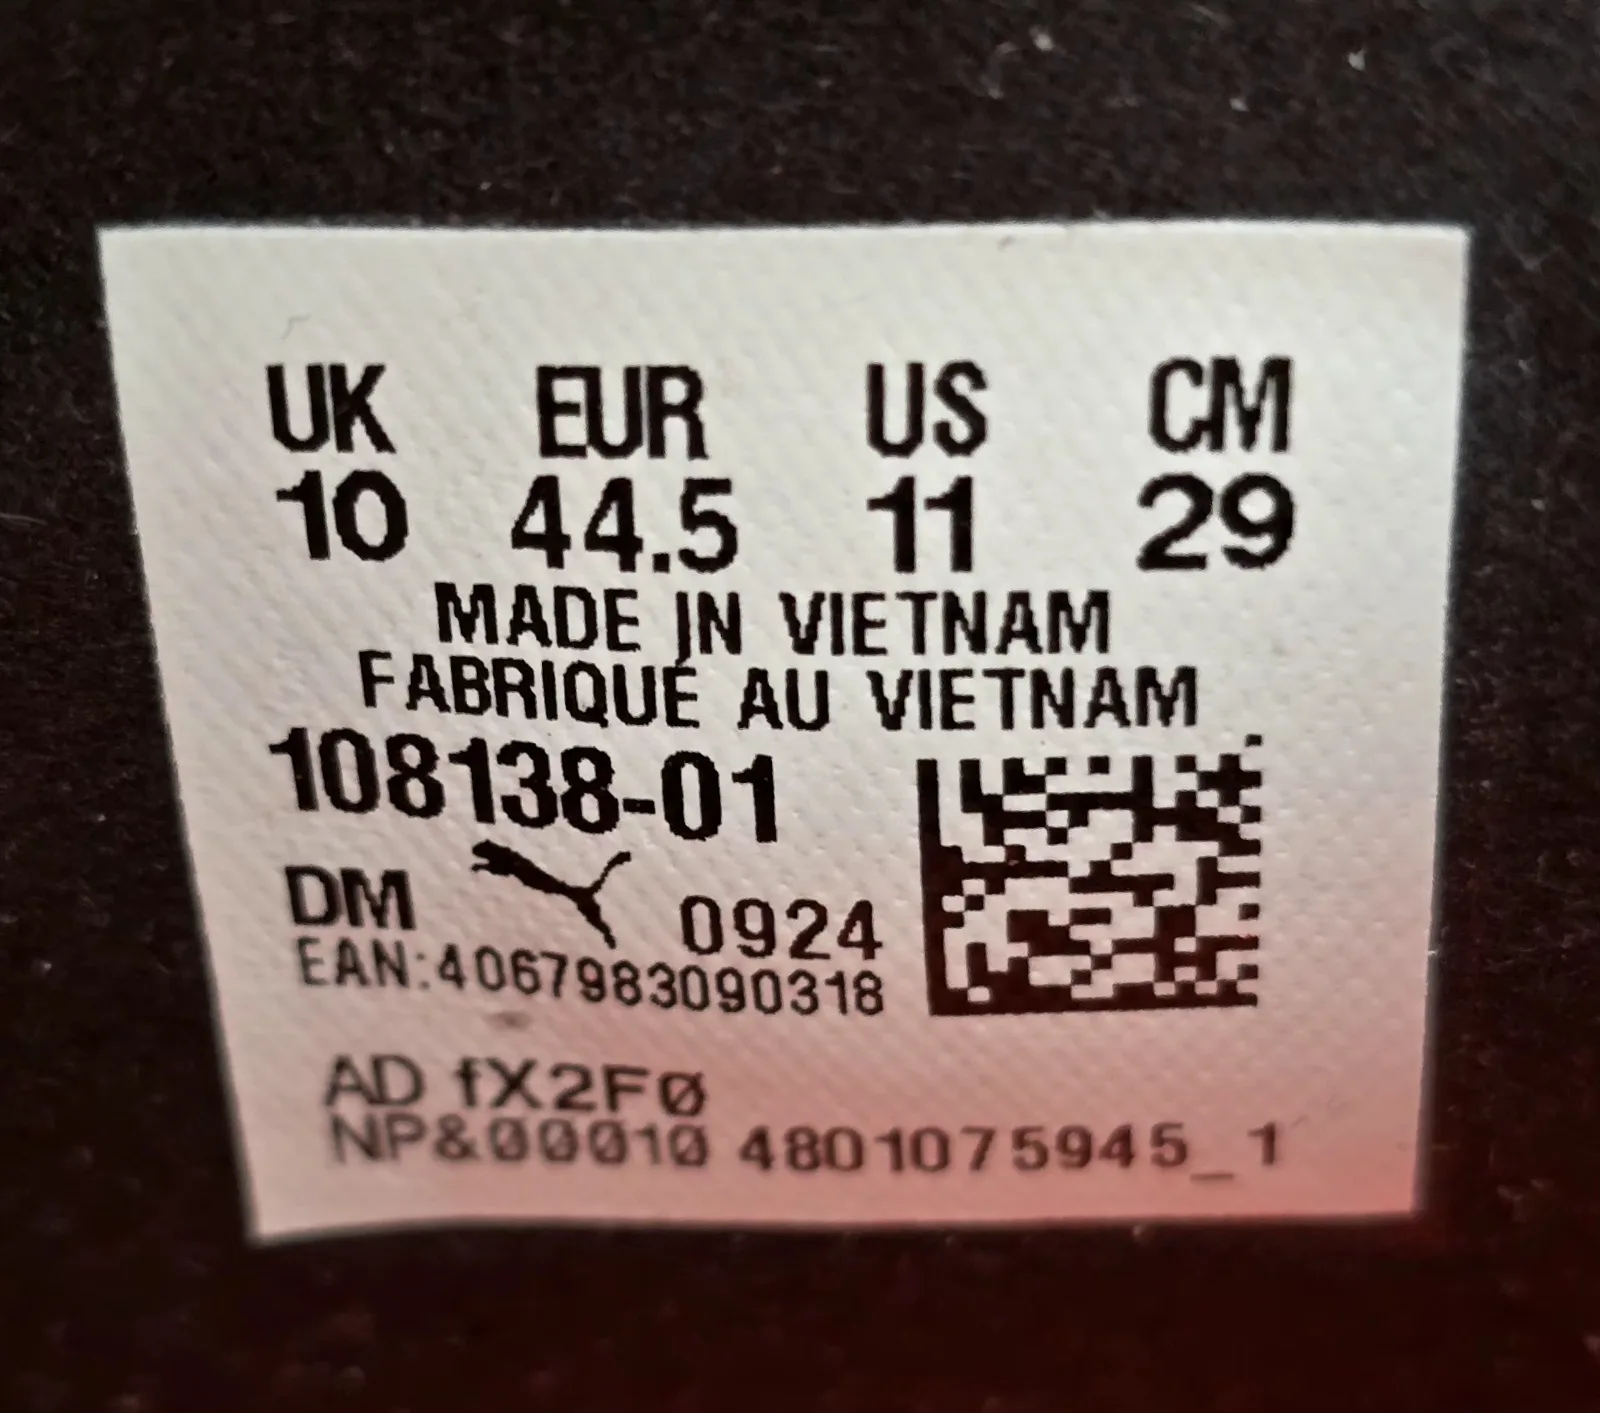 UK EUR US CM
10 44.5 11 29
MADE IN VIETNAM
FABRIQUÉ AU VIETNAM
108138-01
DM 0924
EAN:4067983090318
AD fX2F0
NP&00010 4801075945_1